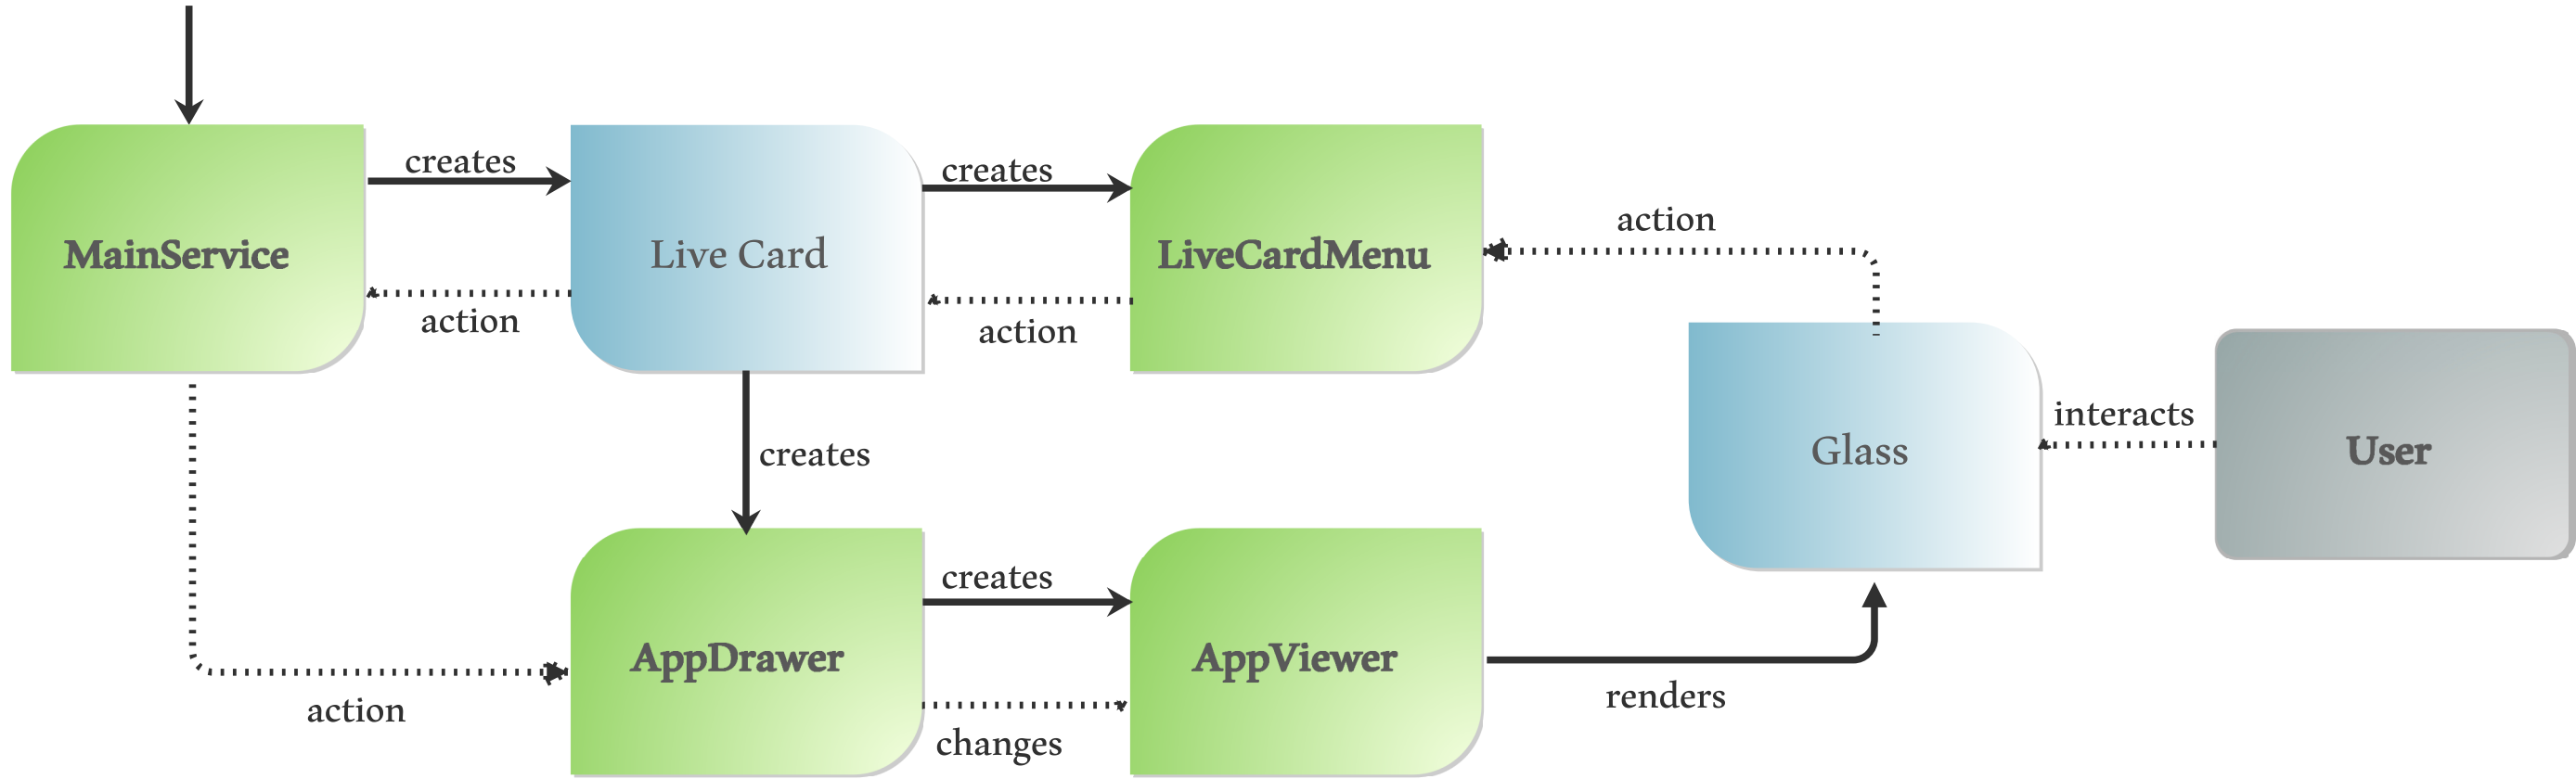 creates
creates
action
MainService
Live Card
LiveCardMenu
action
action
interacts
creates
Glass
User
creates
AppDrawer
AppViewer
action
changes
renders